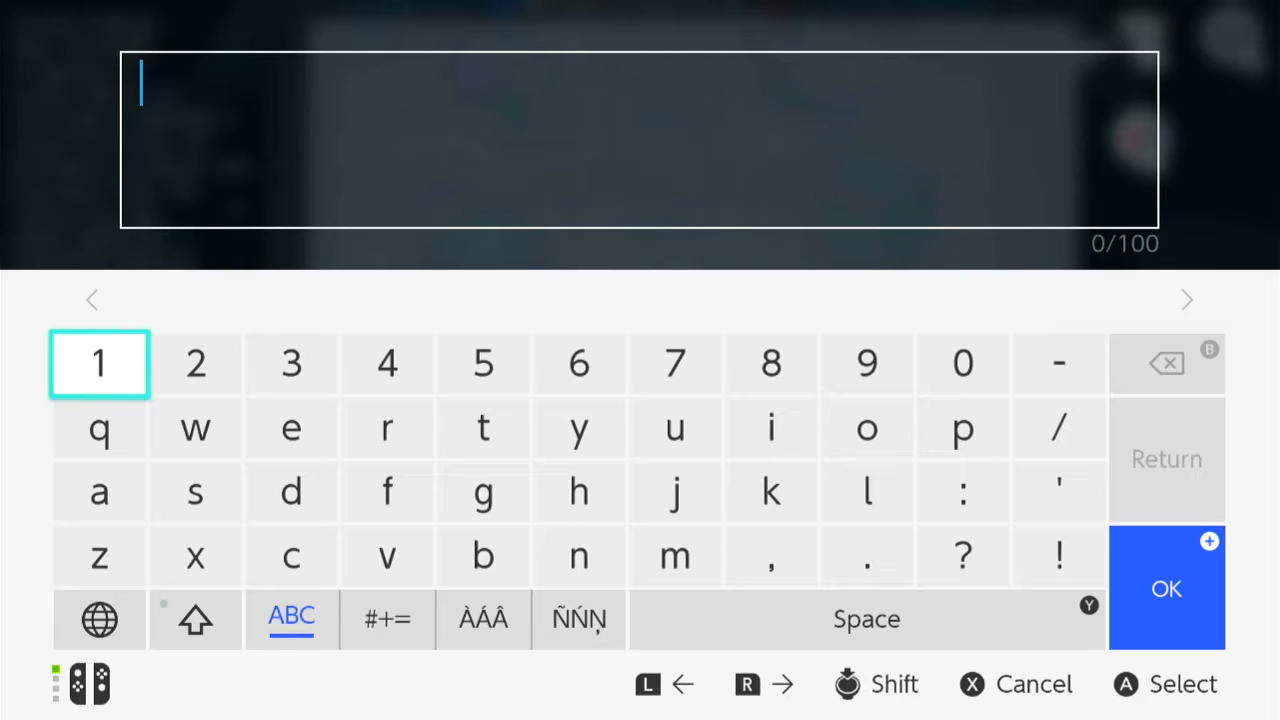 0/100
1 2 3 4 5 6 7 8 9 0 - B
q w e r t y u i o p /
Return
a s d f g h j k l : '
z x c v b n m , . ? ! +
OK
ABC #+= ÀÁÂ ÑŃŅ Space Y
L ← R → Shift X Cancel A Select